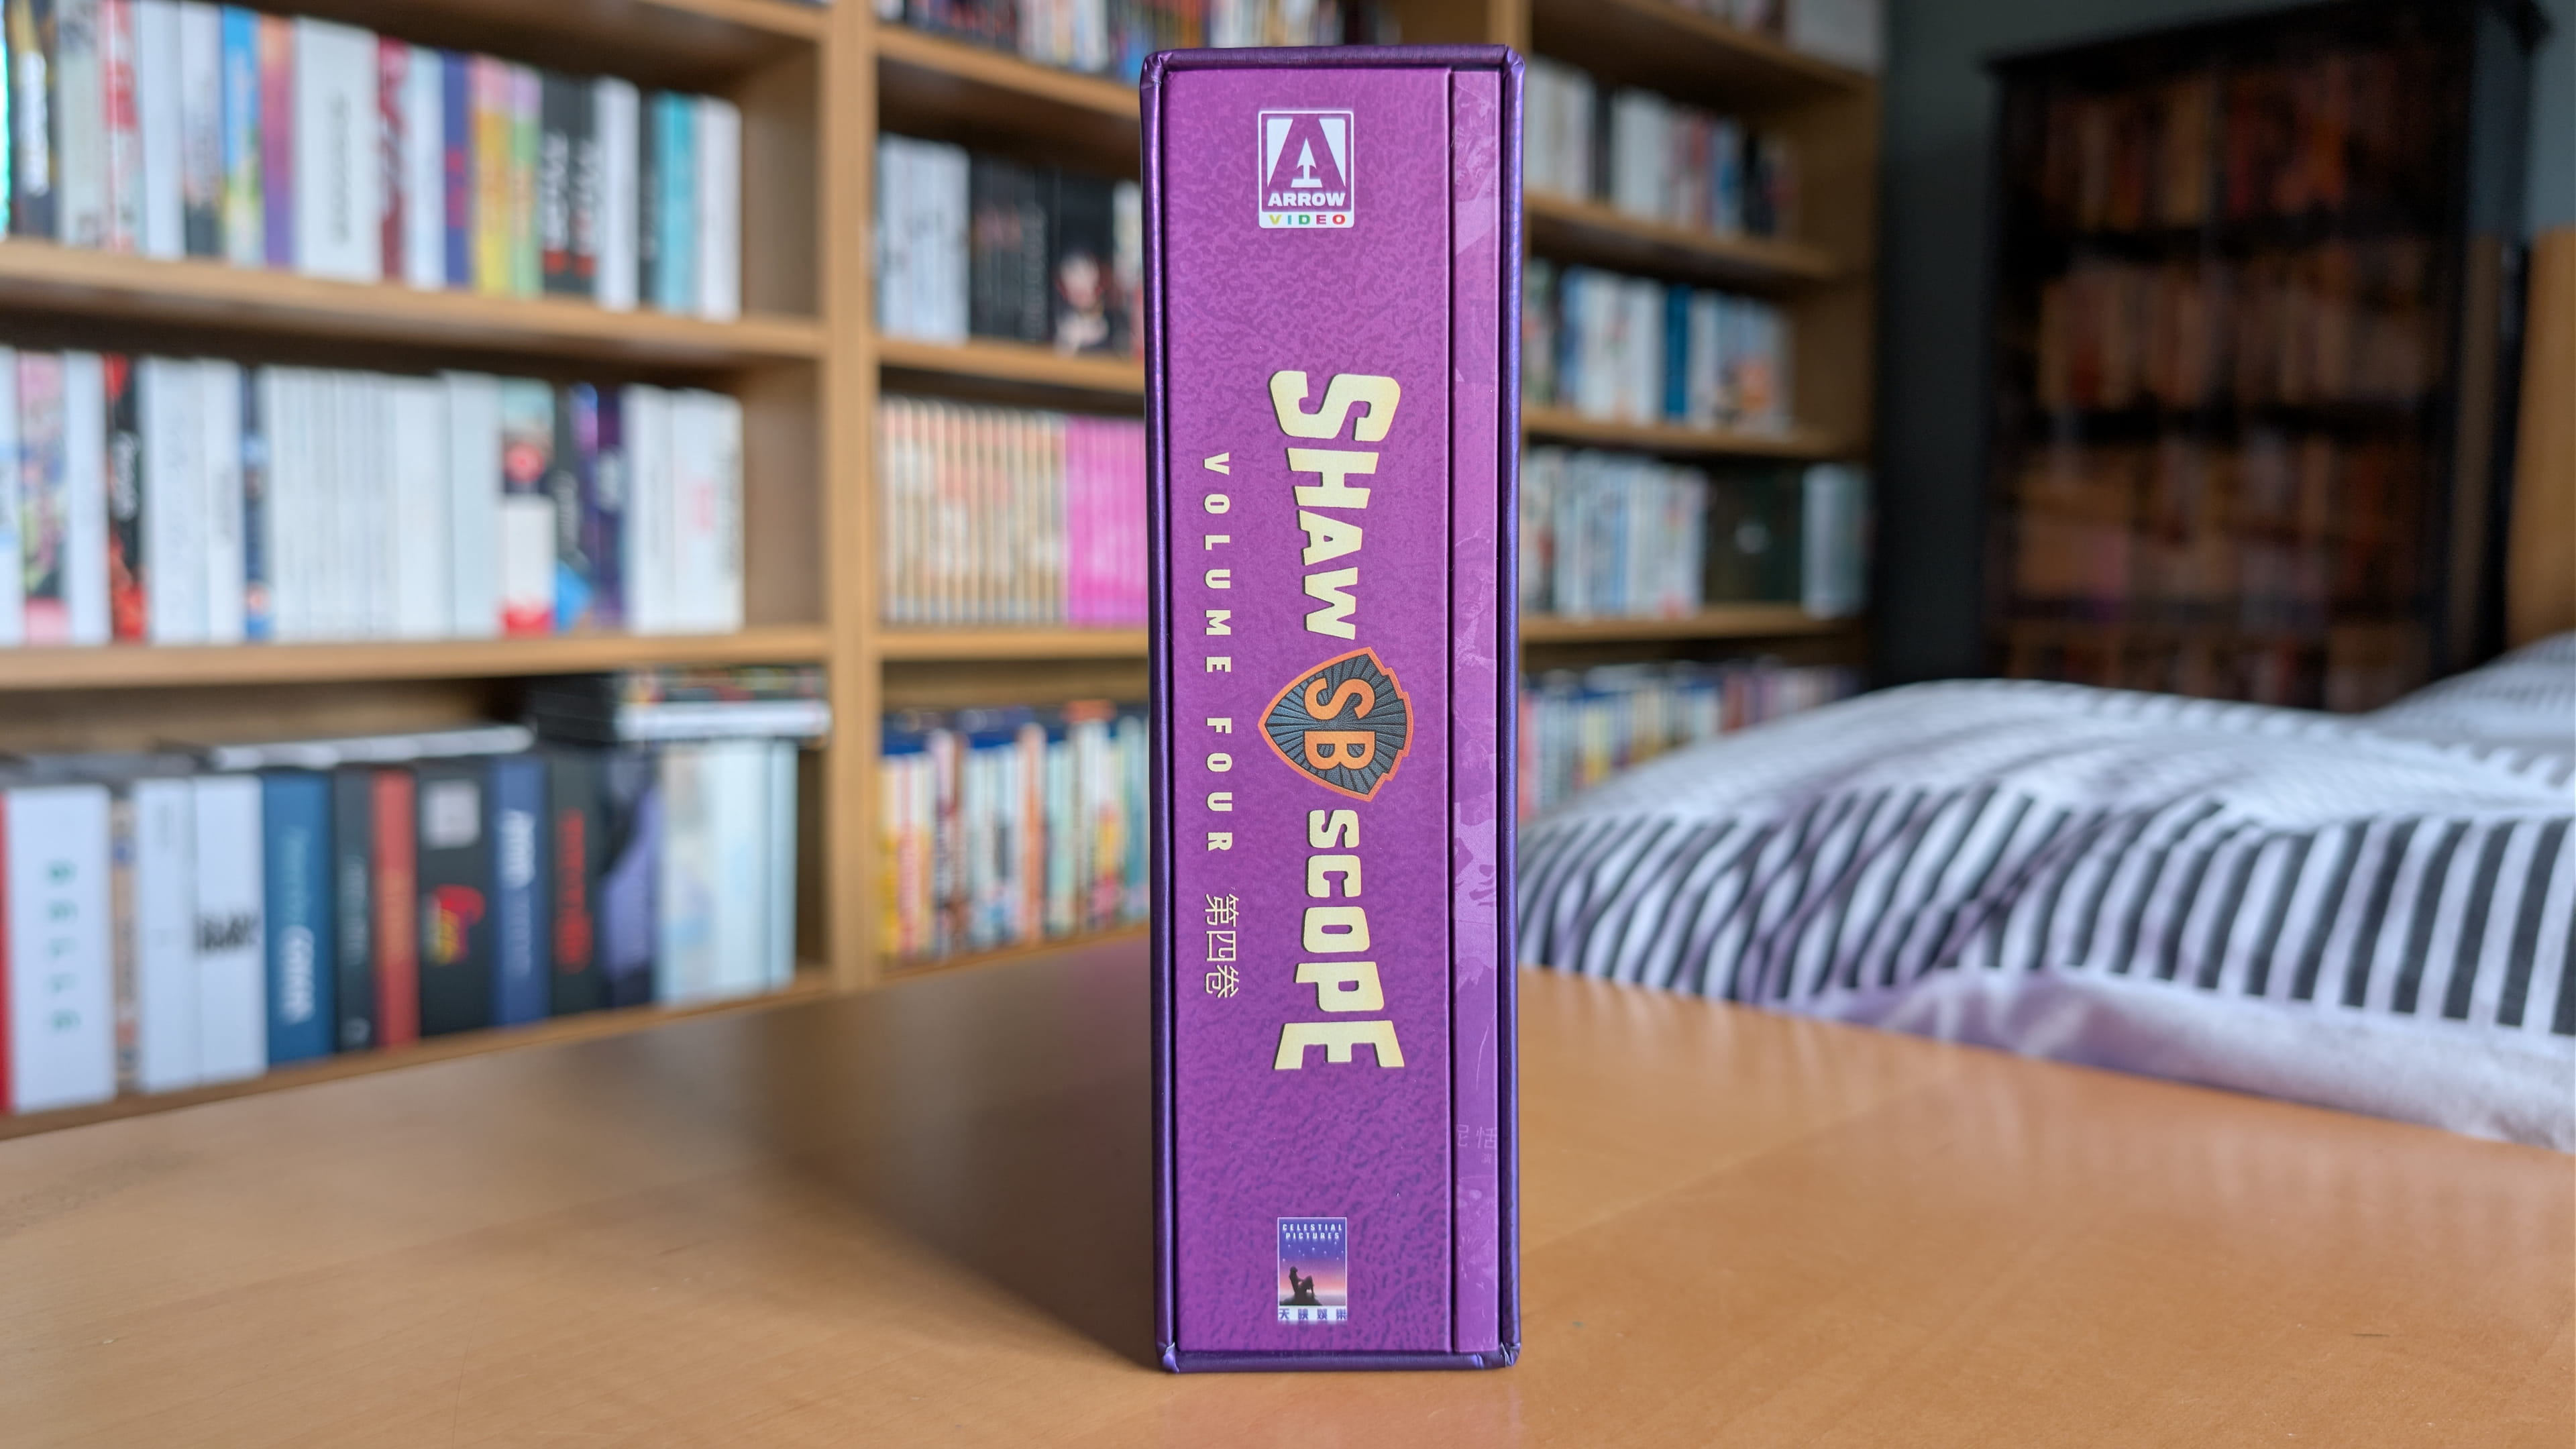 ARROW
VIDEO
SHAW SB SCOPE
VOLUME FOUR 第四卷
CELESTIAL
PICTURES
天映娛樂